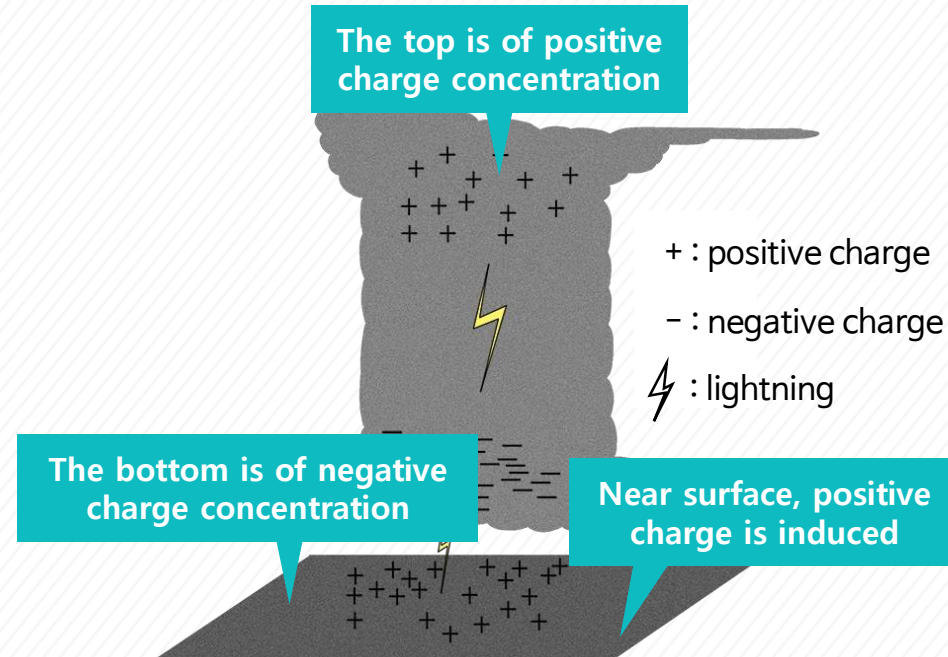 The top is of positive
charge concentration
+ : positive charge
- : negative charge
: lightning
The bottom is of negative
charge concentration
Near surface, positive
charge is induced